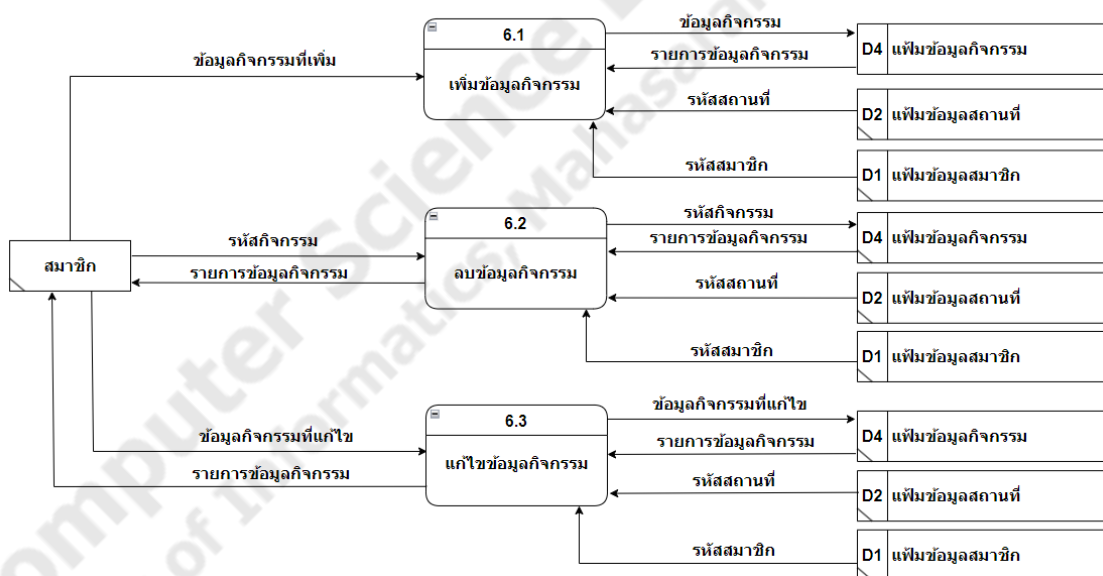 ข้อมูลกิจกรรม
6.1
D4 แฟ้มข้อมูลกิจกรรม
รายการข้อมูลกิจกรรม
ข้อมูลกิจกรรมที่เพิ่ม
เพิ่มข้อมูลกิจกรรม
รหัสสถานที่
D2 แฟ้มข้อมูลสถานที่
รหัสสมาชิก
D1 แฟ้มข้อมูลสมาชิก
รหัสกิจกรรม
6.2
รหัสกิจกรรม
รายการข้อมูลกิจกรรม
D4 แฟ้มข้อมูลกิจกรรม
สมาชิก
รายการข้อมูลกิจกรรม
ลบข้อมูลกิจกรรม
รหัสสถานที่
D2 แฟ้มข้อมูลสถานที่
รหัสสมาชิก
D1 แฟ้มข้อมูลสมาชิก
ข้อมูลกิจกรรมที่แก้ไข
6.3
ข้อมูลกิจกรรมที่แก้ไข
รายการข้อมูลกิจกรรม
D4 แฟ้มข้อมูลกิจกรรม
แก้ไขข้อมูลกิจกรรม
รายการข้อมูลกิจกรรม
รหัสสถานที่
D2 แฟ้มข้อมูลสถานที่
รหัสสมาชิก
D1 แฟ้มข้อมูลสมาชิก
Computer Science
of Informatics,